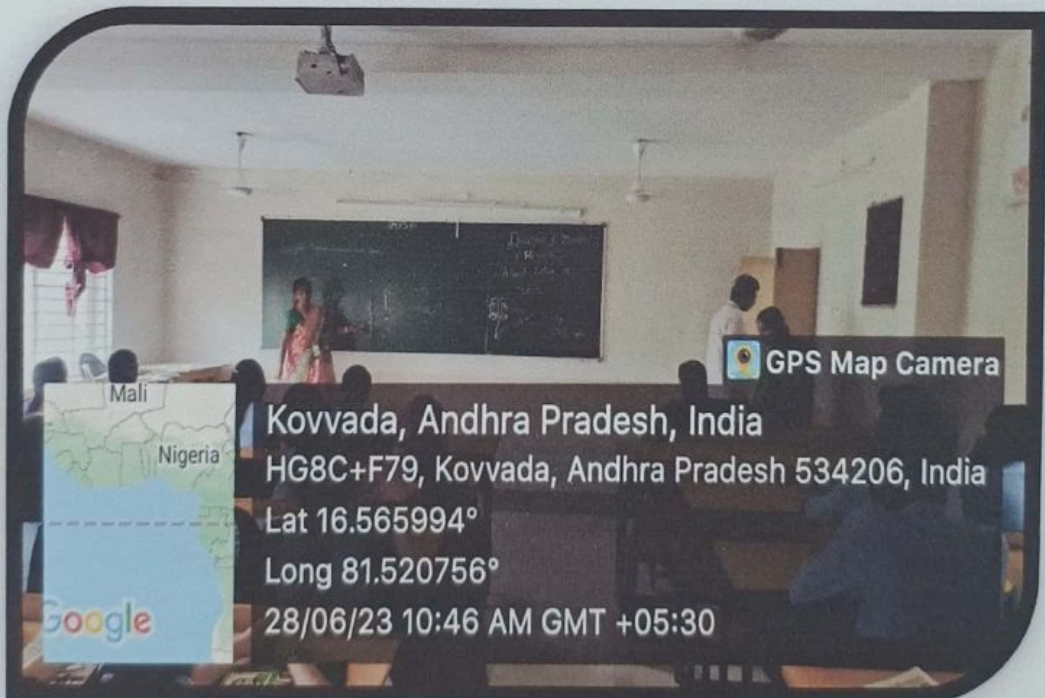 GPS Map Camera
Mali
Nigeria
Google
Kovvada, Andhra Pradesh, India
HG8C+F79, Kovvada, Andhra Pradesh 534206, India
Lat 16.565994°
Long 81.520756°
28/06/23 10:46 AM GMT +05:30